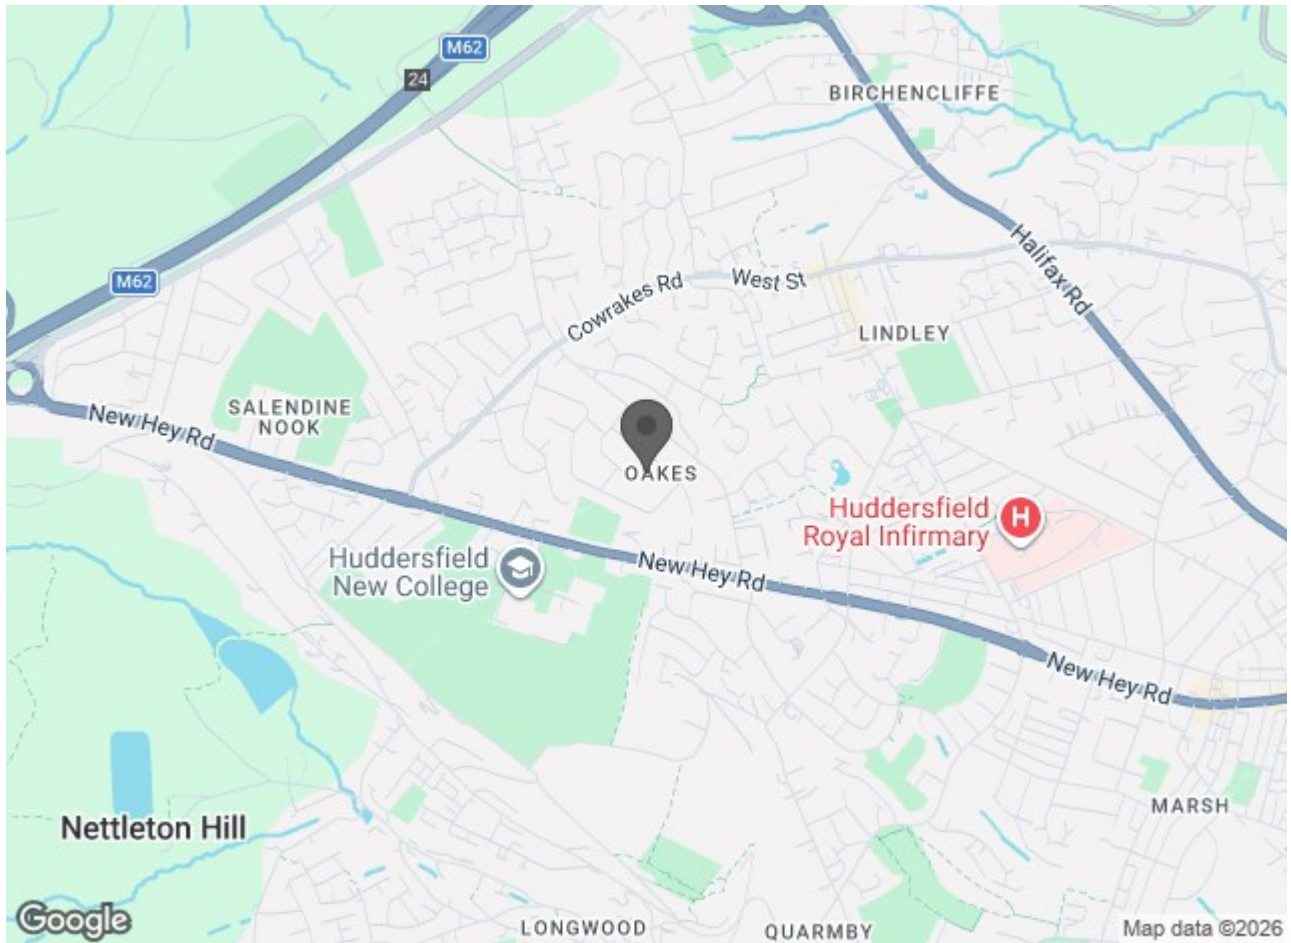 M62
24
BIRCHENCLIFFE
Halifax Rd
M62
Cowrakes Rd
West St
LINDLEY
SALENDINE
NOOK
New Hey Rd
OAKES
Huddersfield
Royal Infirmary
H
Huddersfield
New College
New Hey Rd
New Hey Rd
MARSH
Nettleton Hill
Google
LONGWOOD
QUARMBY
Map data ©2026